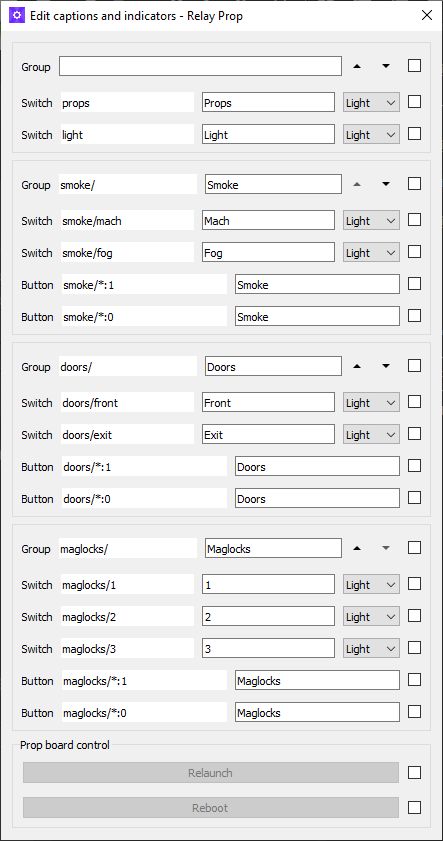 Edit captions and indicators - Relay Prop
Group
Switch props Props Light
Switch light Light Light
Group smoke/ Smoke
Switch smoke/mach Mach Light
Switch smoke/fog Fog Light
Button smoke/*:1 Smoke
Button smoke/*:0 Smoke
Group doors/ Doors
Switch doors/front Front Light
Switch doors/exit Exit Light
Button doors/*:1 Doors
Button doors/*:0 Doors
Group maglocks/ Maglocks
Switch maglocks/1 1 Light
Switch maglocks/2 2 Light
Switch maglocks/3 3 Light
Button maglocks/*:1 Maglocks
Button maglocks/*:0 Maglocks
Prop board control
Relaunch
Reboot